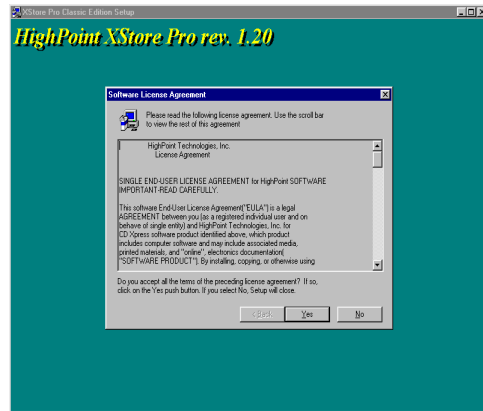 XStore Pro Classic Edition Setup
HighPoint XStore Pro rev. 1.20
Software License Agreement
Please read the following license agreement. Use the scroll bar
to view the rest of this agreement
HighPoint Technologies, Inc.
License Agreement
SINGLE END-USER LICENSE AGREEMENT for HighPoint SOFTWARE
IMPORTANT-READ CAREFULLY.
This software End-User License Agreement("EULA") is a legal
AGREEMENT between you (as a registered individual user and on
behave of single entity) and HighPoint Technologies, Inc. for
CD Xpress software product identified above, which product
includes computer software and may include associated media,
printed materials, and "online", electronics documentation(
"SOFTWARE PRODUCT"). By installing, copying, or otherwise using
Do you accept all the terms of the preceding license agreement? If so,
click on the Yes push button. If you select No, Setup will close.
< Back
Yes
No